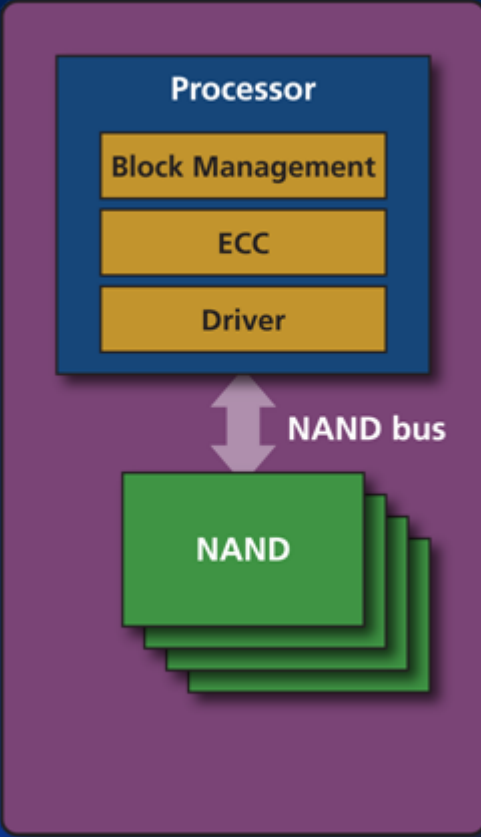 Processor
Block Management
ECC
Driver
NAND bus
NAND